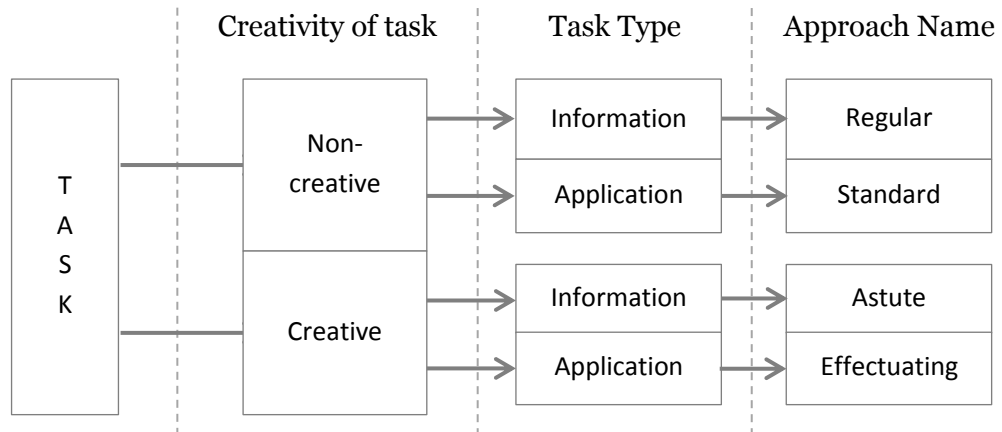 Creativity of task
Task Type
Approach Name
T
A
S
K
Non-
creative
Information
Regular
Application
Standard
Creative
Information
Astute
Application
Effectuating